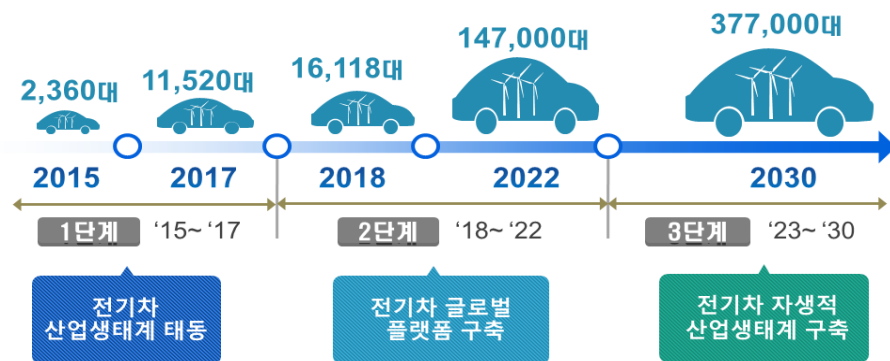 2,360대
11,520대
16,118대
147,000대
377,000대
2015
2017
2018
2022
2030
1단계 ‘15~ ‘17
2단계 ‘18~ ‘22
3단계 ‘23~ ‘30
전기차
산업생태계 태동
전기차 글로벌
플랫폼 구축
전기차 자생적
산업생태계 구축